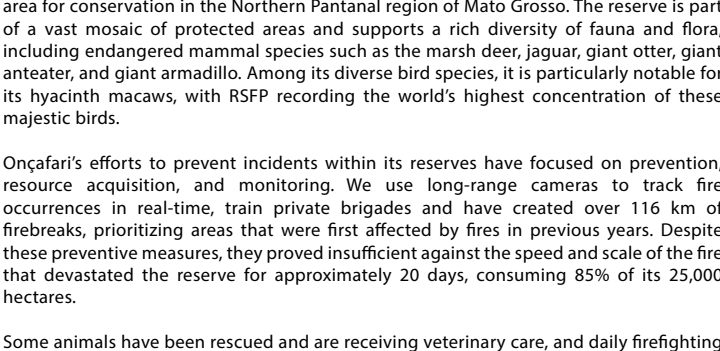 area for conservation in the Northern Pantanal region of Mato Grosso. The reserve is part
of a vast mosaic of protected areas and supports a rich diversity of fauna and flora,
including endangered mammal species such as the marsh deer, jaguar, giant otter, giant
anteater, and giant armadillo. Among its diverse bird species, it is particularly notable for
its hyacinth macaws, with RSFP recording the world’s highest concentration of these
majestic birds.
Onçafari’s efforts to prevent incidents within its reserves have focused on prevention,
resource acquisition, and monitoring. We use long-range cameras to track fire
occurrences in real-time, train private brigades and have created over 116 km of
firebreaks, prioritizing areas that were first affected by fires in previous years. Despite
these preventive measures, they proved insufficient against the speed and scale of the fire
that devastated the reserve for approximately 20 days, consuming 85% of its 25,000
hectares.
Some animals have been rescued and are receiving veterinary care, and daily firefighting